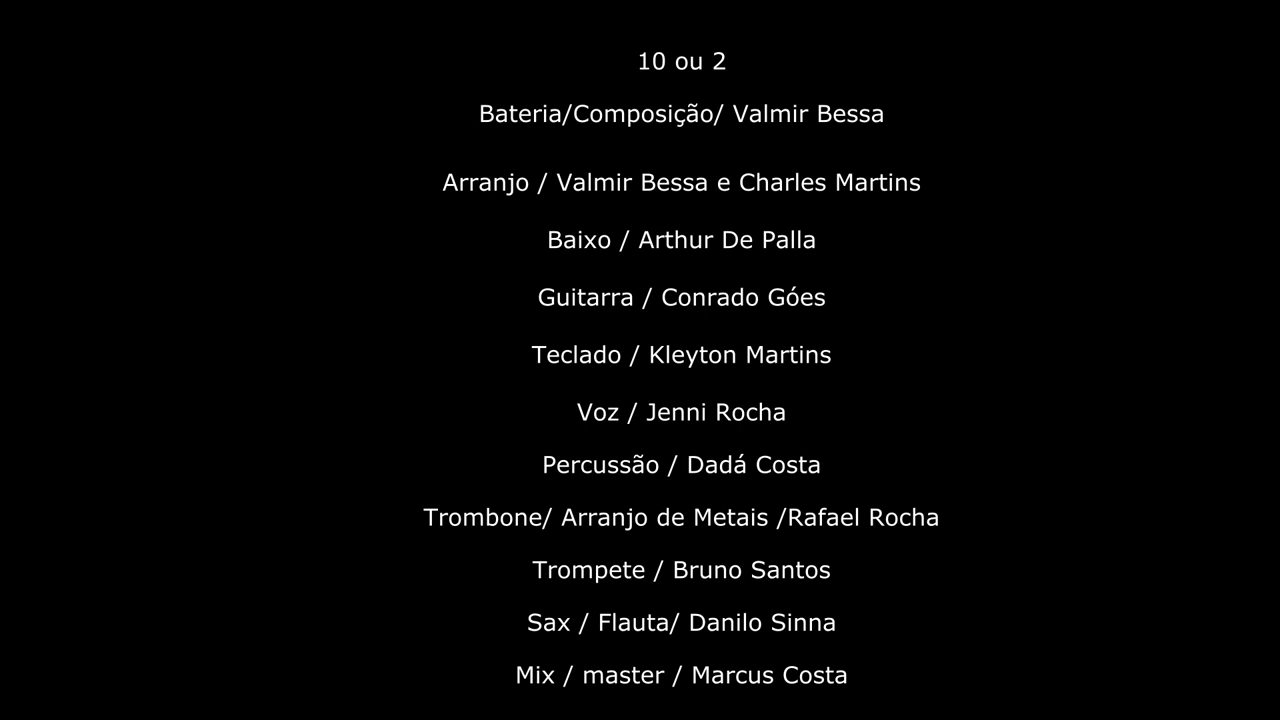 10 ou 2
Bateria/Composição/ Valmir Bessa
Arranjo / Valmir Bessa e Charles Martins
Baixo / Arthur De Palla
Guitarra / Conrado Góes
Teclado / Kleyton Martins
Voz / Jenni Rocha
Percussão / Dadá Costa
Trombone/ Arranjo de Metais /Rafael Rocha
Trompete / Bruno Santos
Sax / Flauta/ Danilo Sinna
Mix / master / Marcus Costa